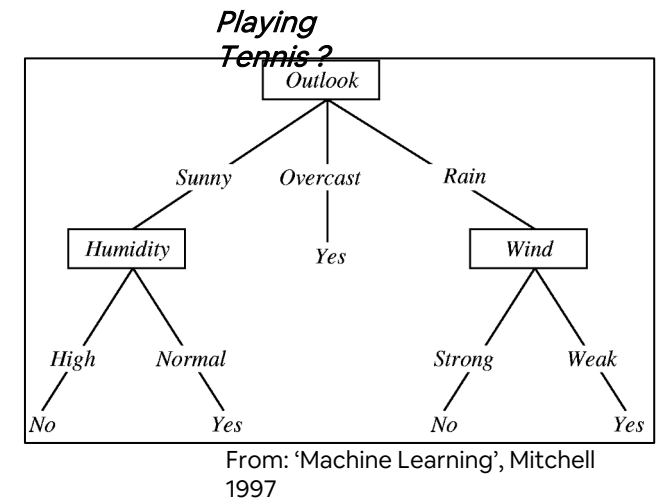 Playing
Tennis ?
Outlook
Sunny Overcast Rain
Humidity Yes Wind
High Normal Strong Weak
No Yes No Yes
From: ‘Machine Learning’, Mitchell
1997